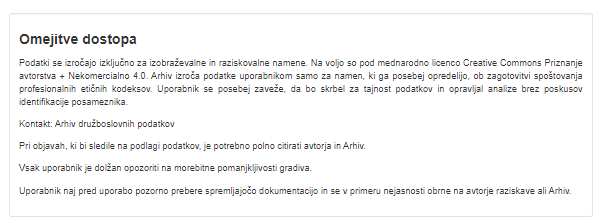 Omejitve dostopa
Podatki se izročajo izključno za izobraževalne in raziskovalne namene. Na voljo so pod mednarodno licenco Creative Commons Priznanje
avtorstva + Nekomercialno 4.0. Arhiv izroča podatke uporabnikom samo za namen, ki ga posebej opredelijo, ob zagotovitvi spoštovanja
profesionalnih etičnih kodeksov. Uporabnik se posebej zaveže, da bo skrbel za tajnost podatkov in opravljal analize brez poskusov
identifikacije posameznika.
Kontakt: Arhiv družboslovnih podatkov
Pri objavah, ki bi sledile na podlagi podatkov, je potrebno polno citirati avtorja in Arhiv.
Vsak uporabnik je dolžan opozoriti na morebitne pomanjkljivosti gradiva.
Uporabnik naj pred uporabo pozorno prebere spremljajočo dokumentacijo in se v primeru nejasnosti obrne na avtorje raziskave ali Arhiv.